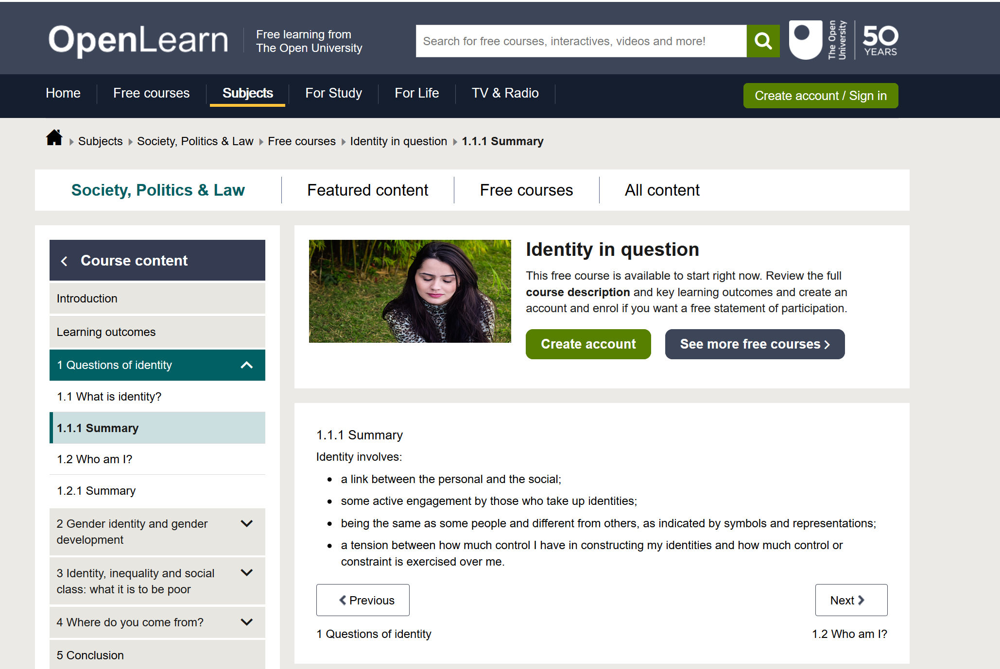 OpenLearn
Free learning from
The Open University
Search for free courses, interactives, videos and more!
The Open
University
50
YEARS
Home
Free courses
Subjects
For Study
For Life
TV & Radio
Create account / Sign in
Subjects
Society, Politics & Law
Free courses
Identity in question
1.1.1 Summary
Society, Politics & Law
Featured content
Free courses
All content
Course content
Introduction
Learning outcomes
1 Questions of identity
1.1 What is identity?
1.1.1 Summary
1.2 Who am I?
1.2.1 Summary
2 Gender identity and gender
development
3 Identity, inequality and social
class: what it is to be poor
4 Where do you come from?
5 Conclusion
Identity in question
This free course is available to start right now. Review the full
course description and key learning outcomes and create an
account and enrol if you want a free statement of participation.
Create account
See more free courses
1.1.1 Summary
Identity involves:
a link between the personal and the social;
some active engagement by those who take up identities;
being the same as some people and different from others, as indicated by symbols and representations;
a tension between how much control I have in constructing my identities and how much control or
constraint is exercised over me.
Previous
Next
1 Questions of identity
1.2 Who am I?